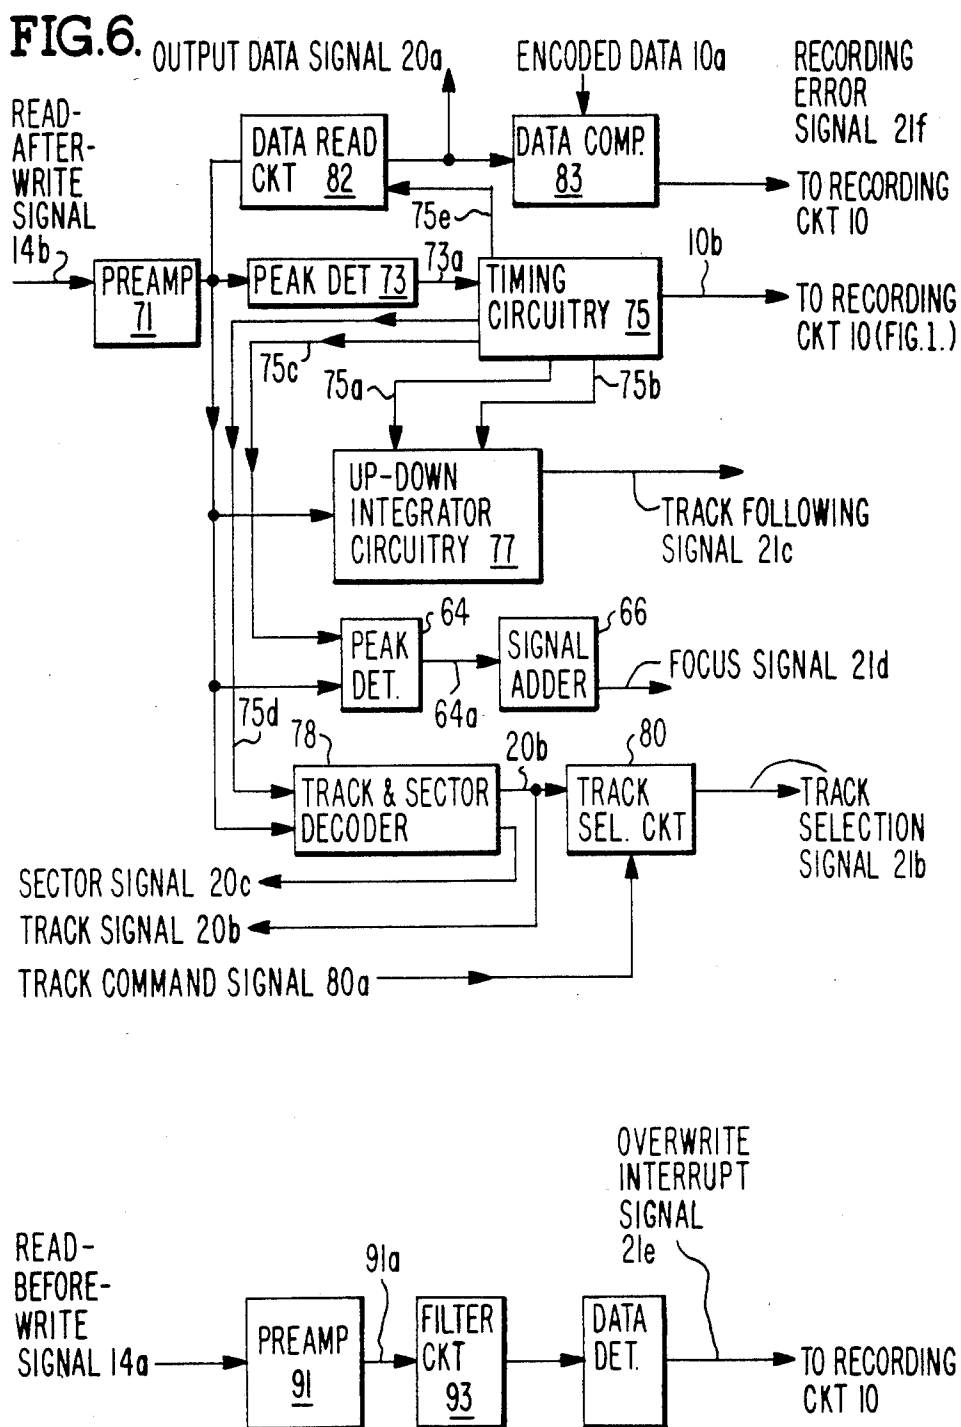 FIG.6.
OUTPUT DATA SIGNAL 20a
ENCODED DATA 10a
RECORDING
ERROR
SIGNAL 21f
READ-
AFTER-
WRITE
SIGNAL
14b
DATA READ
CKT 82
DATA COMP.
83
TO RECORDING
CKT 10
75e
73a
10b
PREAMP
71
PEAK DET 73
TIMING
CIRCUITRY 75
TO RECORDING
CKT 10 (FIG.1.)
75c
75a
75b
UP-DOWN
INTEGRATOR
CIRCUITRY 77
TRACK FOLLOWING
SIGNAL 21c
64
66
PEAK
DET.
SIGNAL
ADDER
FOCUS SIGNAL 21d
64a
75d
78
20b
80
TRACK & SECTOR
DECODER
TRACK
SEL. CKT
TRACK
SELECTION
SIGNAL 21b
SECTOR SIGNAL 20c
TRACK SIGNAL 20b
TRACK COMMAND SIGNAL 80a
OVERWRITE
INTERRUPT
SIGNAL
21e
READ-
BEFORE-
WRITE
SIGNAL 14a
91a
PREAMP
91
FILTER
CKT
93
DATA
DET.
TO RECORDING
CKT 10